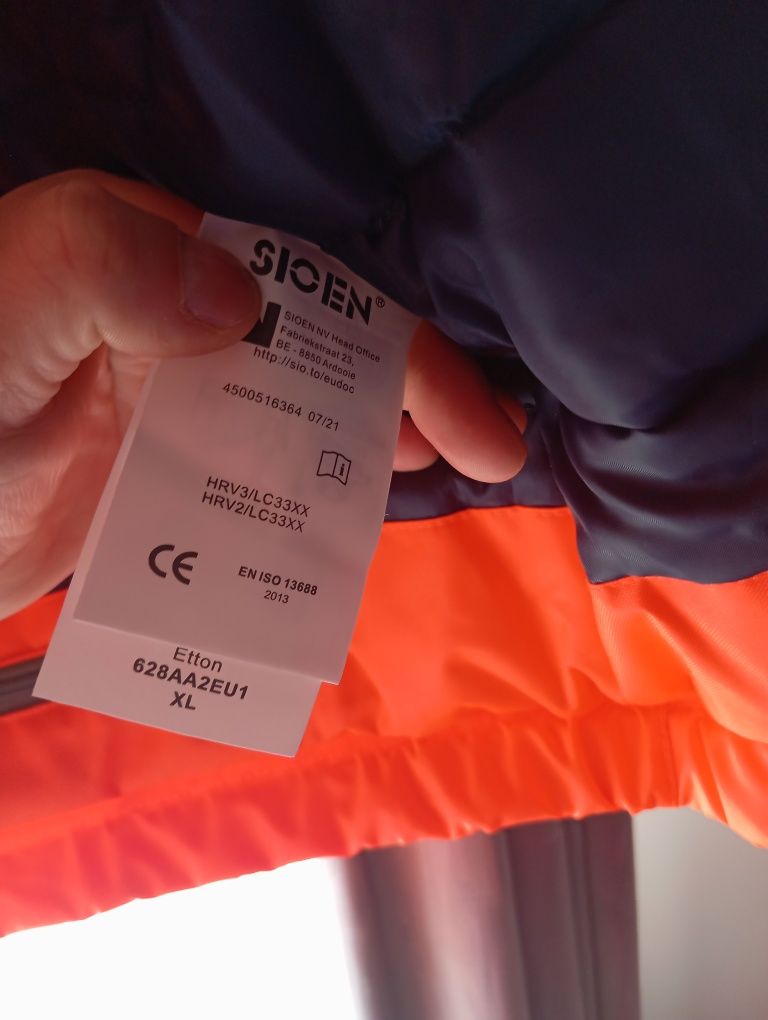 SIOEN®
SIOEN NV Head Office
Fabriekstraat 23,
BE - 8850 Ardooie
http://sio.to/eudoc
4500516364 07/21
i
HRV3/LC33XX
HRV2/LC33XX
CE
EN ISO 13688
2013
Etton
628AA2EU1
XL